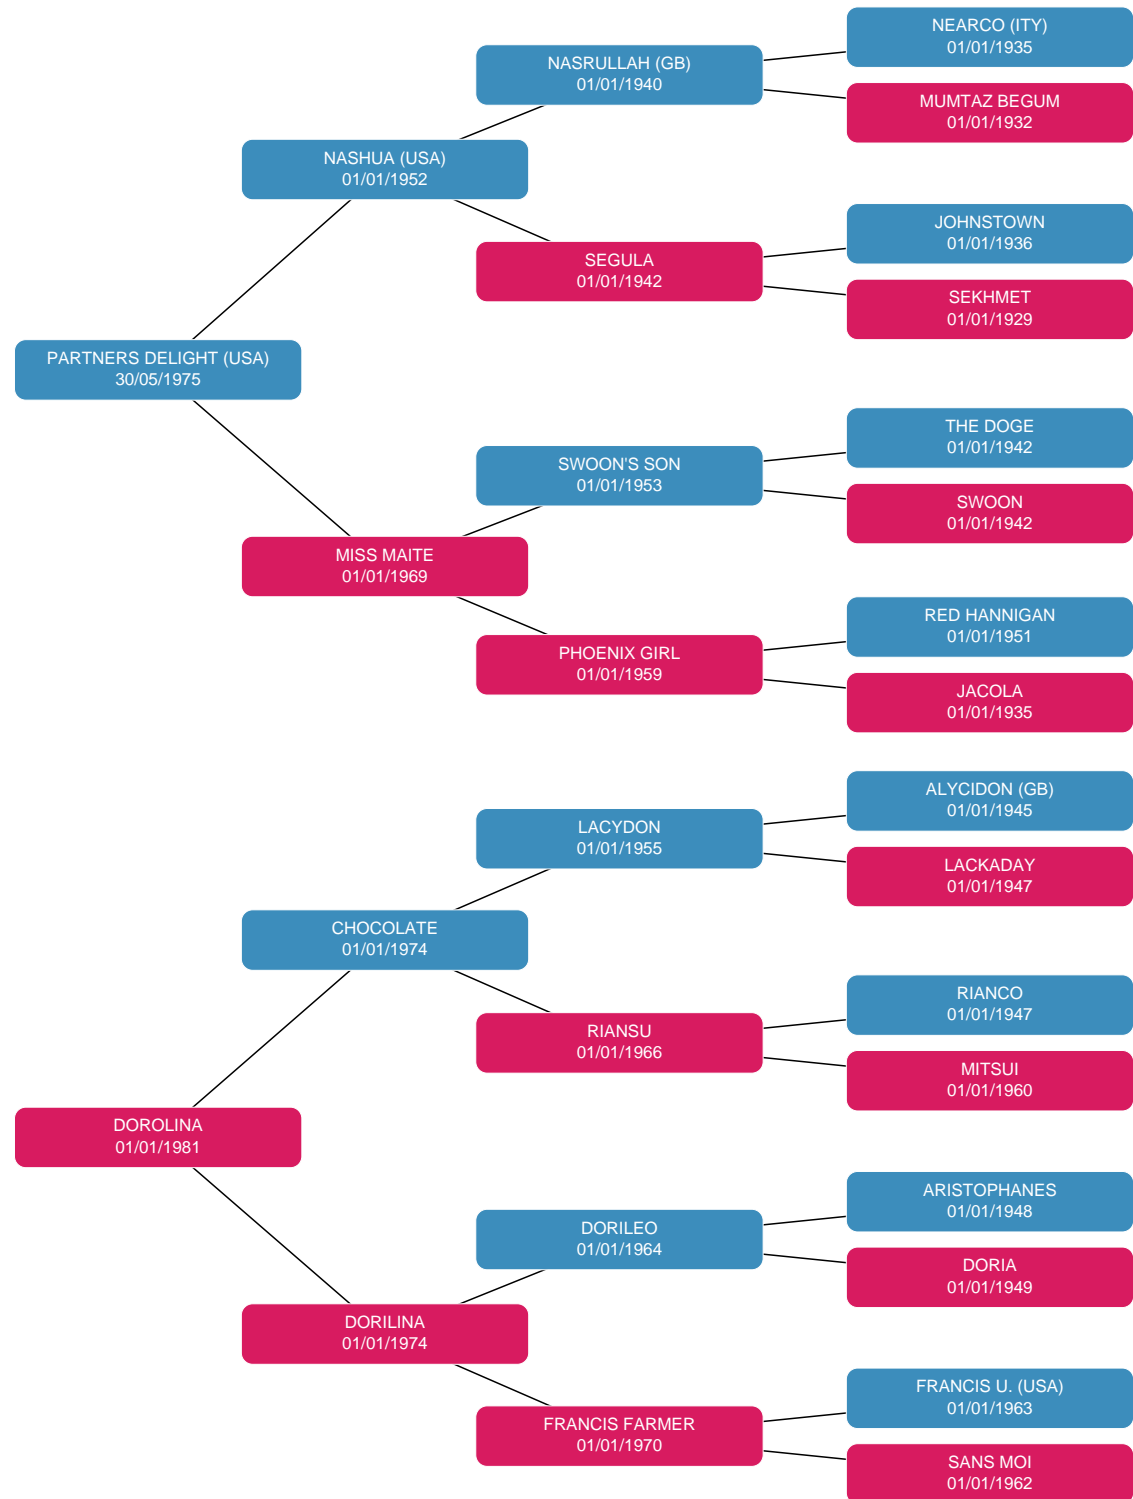 NEARCO (ITY)
01/01/1935
NASRULLAH (GB)
01/01/1940
MUMTAZ BEGUM
01/01/1932
NASHUA (USA)
01/01/1952
JOHNSTOWN
01/01/1936
SEGULA
01/01/1942
SEKHMET
01/01/1929
PARTNERS DELIGHT (USA)
30/05/1975
THE DOGE
01/01/1942
SWOON'S SON
01/01/1953
SWOON
01/01/1942
MISS MAITE
01/01/1969
RED HANNIGAN
01/01/1951
PHOENIX GIRL
01/01/1959
JACOLA
01/01/1935
ALYCIDON (GB)
01/01/1945
LACYDON
01/01/1955
LACKADAY
01/01/1947
CHOCOLATE
01/01/1974
RIANCO
01/01/1947
RIANSU
01/01/1966
MITSUI
01/01/1960
DOROLINA
01/01/1981
ARISTOPHANES
01/01/1948
DORILEO
01/01/1964
DORIA
01/01/1949
DORILINA
01/01/1974
FRANCIS U. (USA)
01/01/1963
FRANCIS FARMER
01/01/1970
SANS MOI
01/01/1962